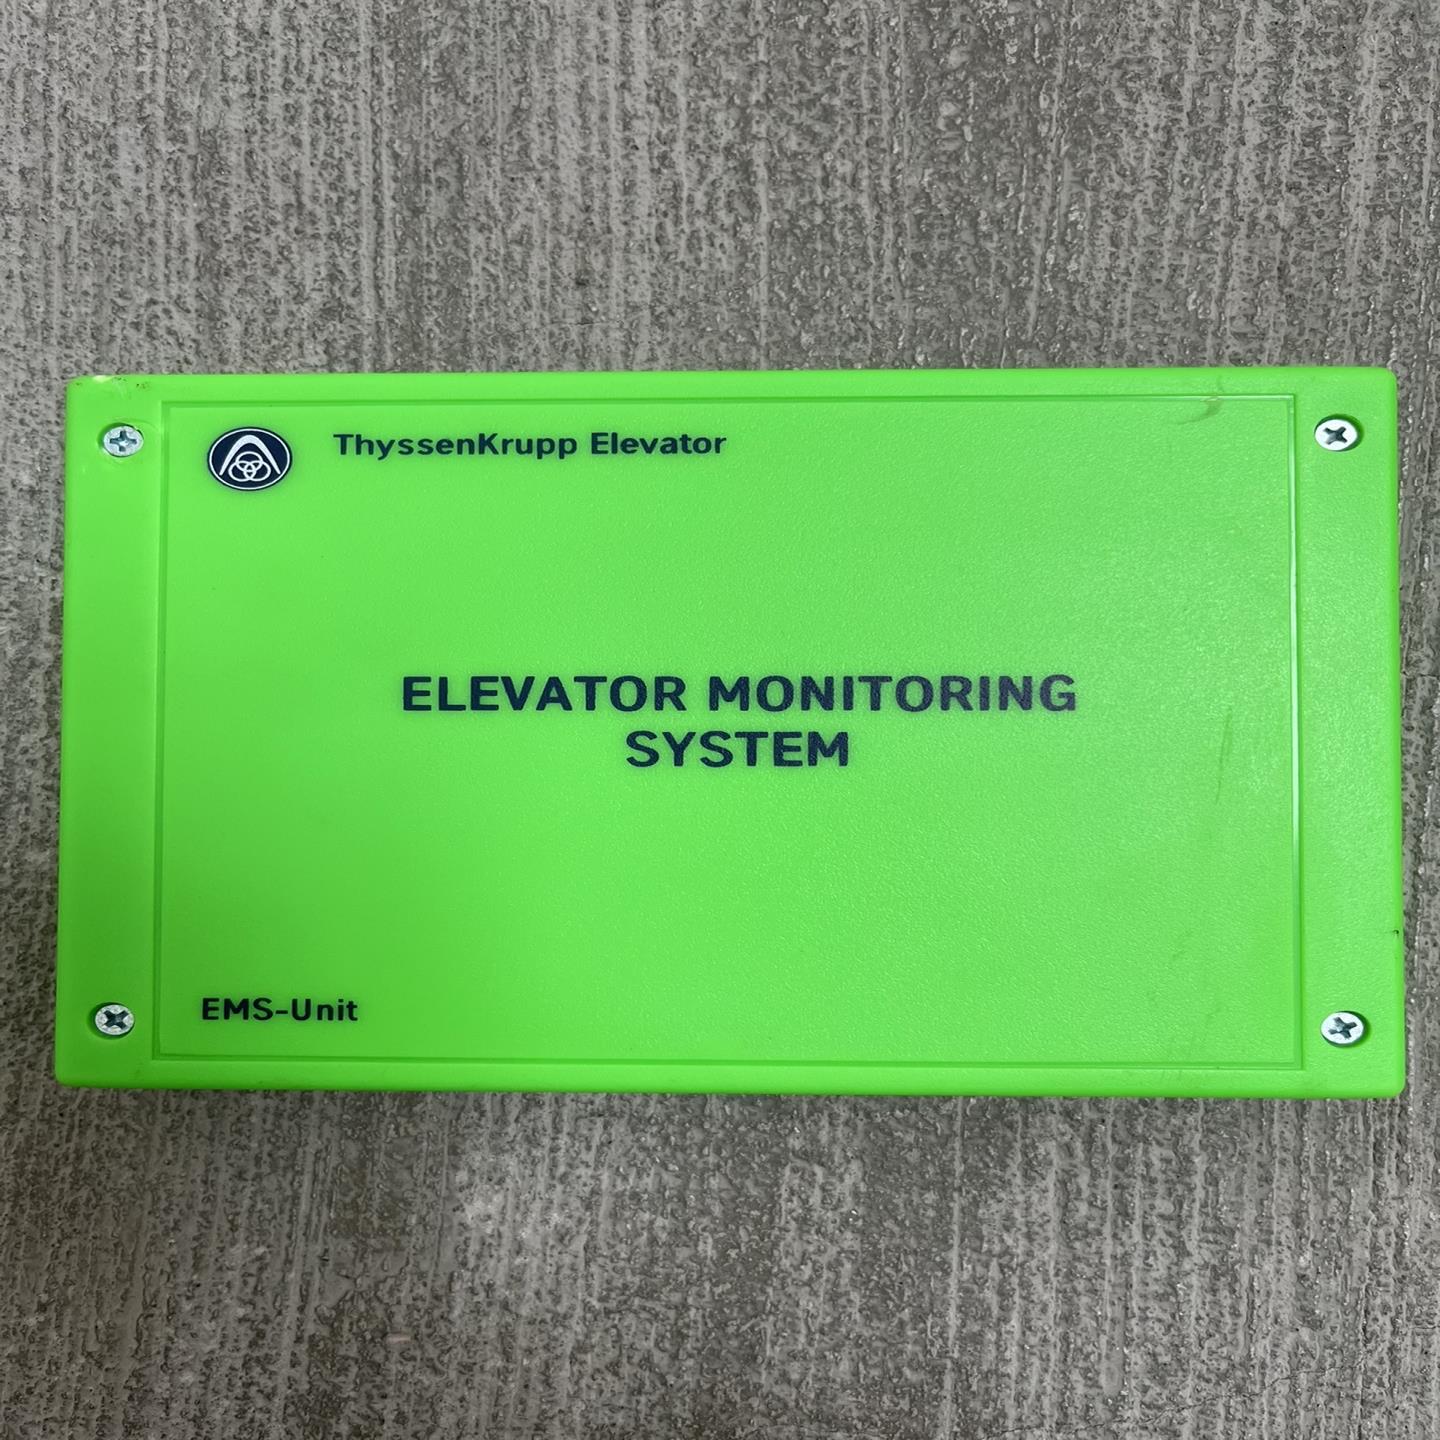 ThyssenKrupp Elevator
ELEVATOR MONITORING
SYSTEM
EMS-Unit